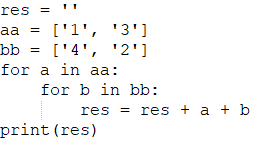 res = ''
aa = ['1', '3']
bb = ['4', '2']
for a in aa:
    for b in bb:
        res = res + a + b
print(res)